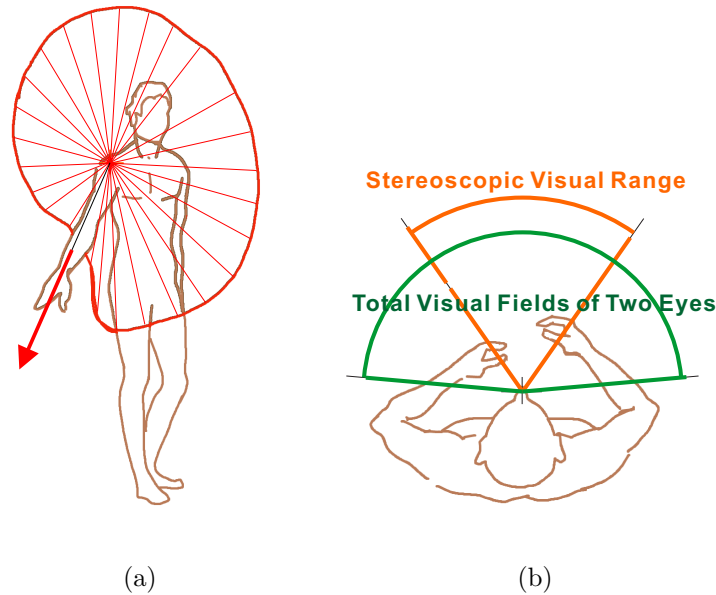 Stereoscopic Visual Range
Total Visual Fields of Two Eyes
(a)
(b)